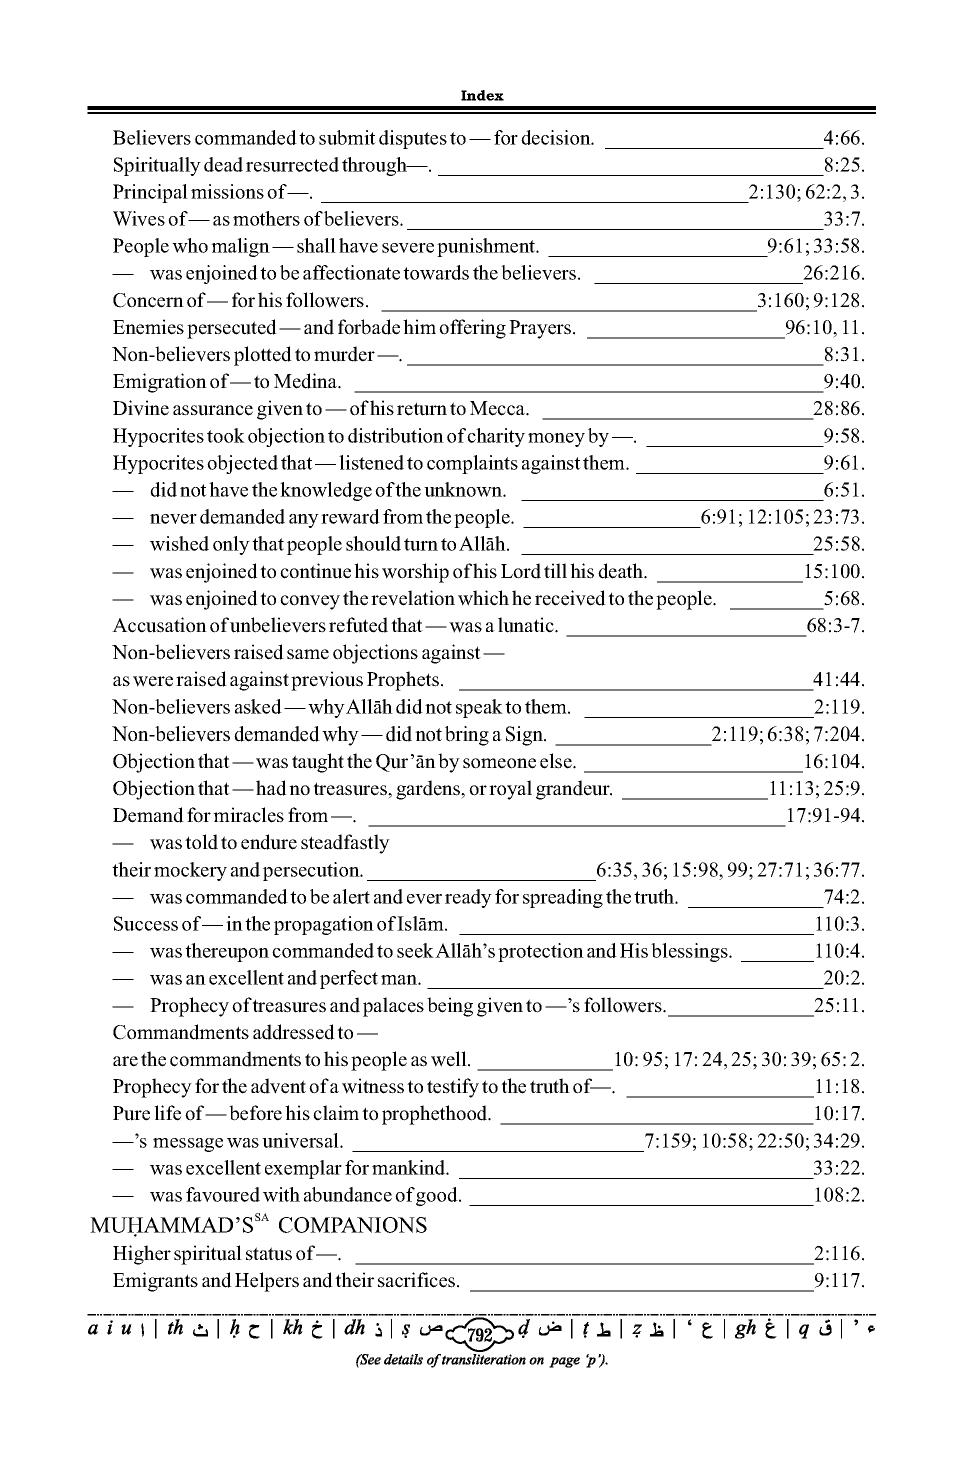 Index
Believers commanded to submit disputes to — for decision. 4:66.
Spiritually dead resurrected through—. 8:25.
Principal missions of —. 2:130; 62:2, 3.
Wives of — as mothers of believers. 33:7.
People who malign — shall have severe punishment. 9:61; 33:58.
— was enjoined to be affectionate towards the believers. 26:216.
Concern of — for his followers. 3:160; 9:128.
Enemies persecuted — and forbade him offering Prayers. 96:10, 11.
Non-believers plotted to murder —. 8:31.
Emigration of — to Medina. 9:40.
Divine assurance given to — of his return to Mecca. 28:86.
Hypocrites took objection to distribution of charity money by —. 9:58.
Hypocrites objected that — listened to complaints against them. 9:61.
— did not have the knowledge of the unknown. 6:51.
— never demanded any reward from the people. 6:91; 12:105; 23:73.
— wished only that people should turn to Allāh. 25:58.
— was enjoined to continue his worship of his Lord till his death. 15:100.
— was enjoined to convey the revelation which he received to the people. 5:68.
Accusation of unbelievers refuted that — was a lunatic. 68:3-7.
Non-believers raised same objections against —
as were raised against previous Prophets. 41:44.
Non-believers asked — why Allāh did not speak to them. 2:119.
Non-believers demanded why — did not bring a Sign. 2:119; 6:38; 7:204.
Objection that — was taught the Qur’ān by someone else. 16:104.
Objection that — had no treasures, gardens, or royal grandeur. 11:13; 25:9.
Demand for miracles from —. 17:91-94.
— was told to endure steadfastly
their mockery and persecution. 6:35, 36; 15:98, 99; 27:71; 36:77.
— was commanded to be alert and ever ready for spreading the truth. 74:2.
Success of — in the propagation of Islām. 110:3.
— was thereupon commanded to seek Allāh’s protection and His blessings. 110:4.
— was an excellent and perfect man. 20:2.
— Prophecy of treasures and palaces being given to —’s followers. 25:11.
Commandments addressed to —
are the commandments to his people as well. 10: 95; 17: 24, 25; 30: 39; 65: 2.
Prophecy for the advent of a witness to testify to the truth of—. 11:18.
Pure life of — before his claim to prophethood. 10:17.
—’s message was universal. 7:159; 10:58; 22:50; 34:29.
— was excellent exemplar for mankind. 33:22.
— was favoured with abundance of good. 108:2.
MUḤAMMAD’Sˢᴬ COMPANIONS
Higher spiritual status of —. 2:116.
Emigrants and Helpers and their sacrifices. 9:117.
a i u ا | th ث | ḥ ح | kh خ | dh ذ | ṣ ص 792 ḍ ض | ṭ ط | ẓ ظ | ‘ ع | gh غ | q ق | ’ ء
(See details of transliteration on page ‘p’).